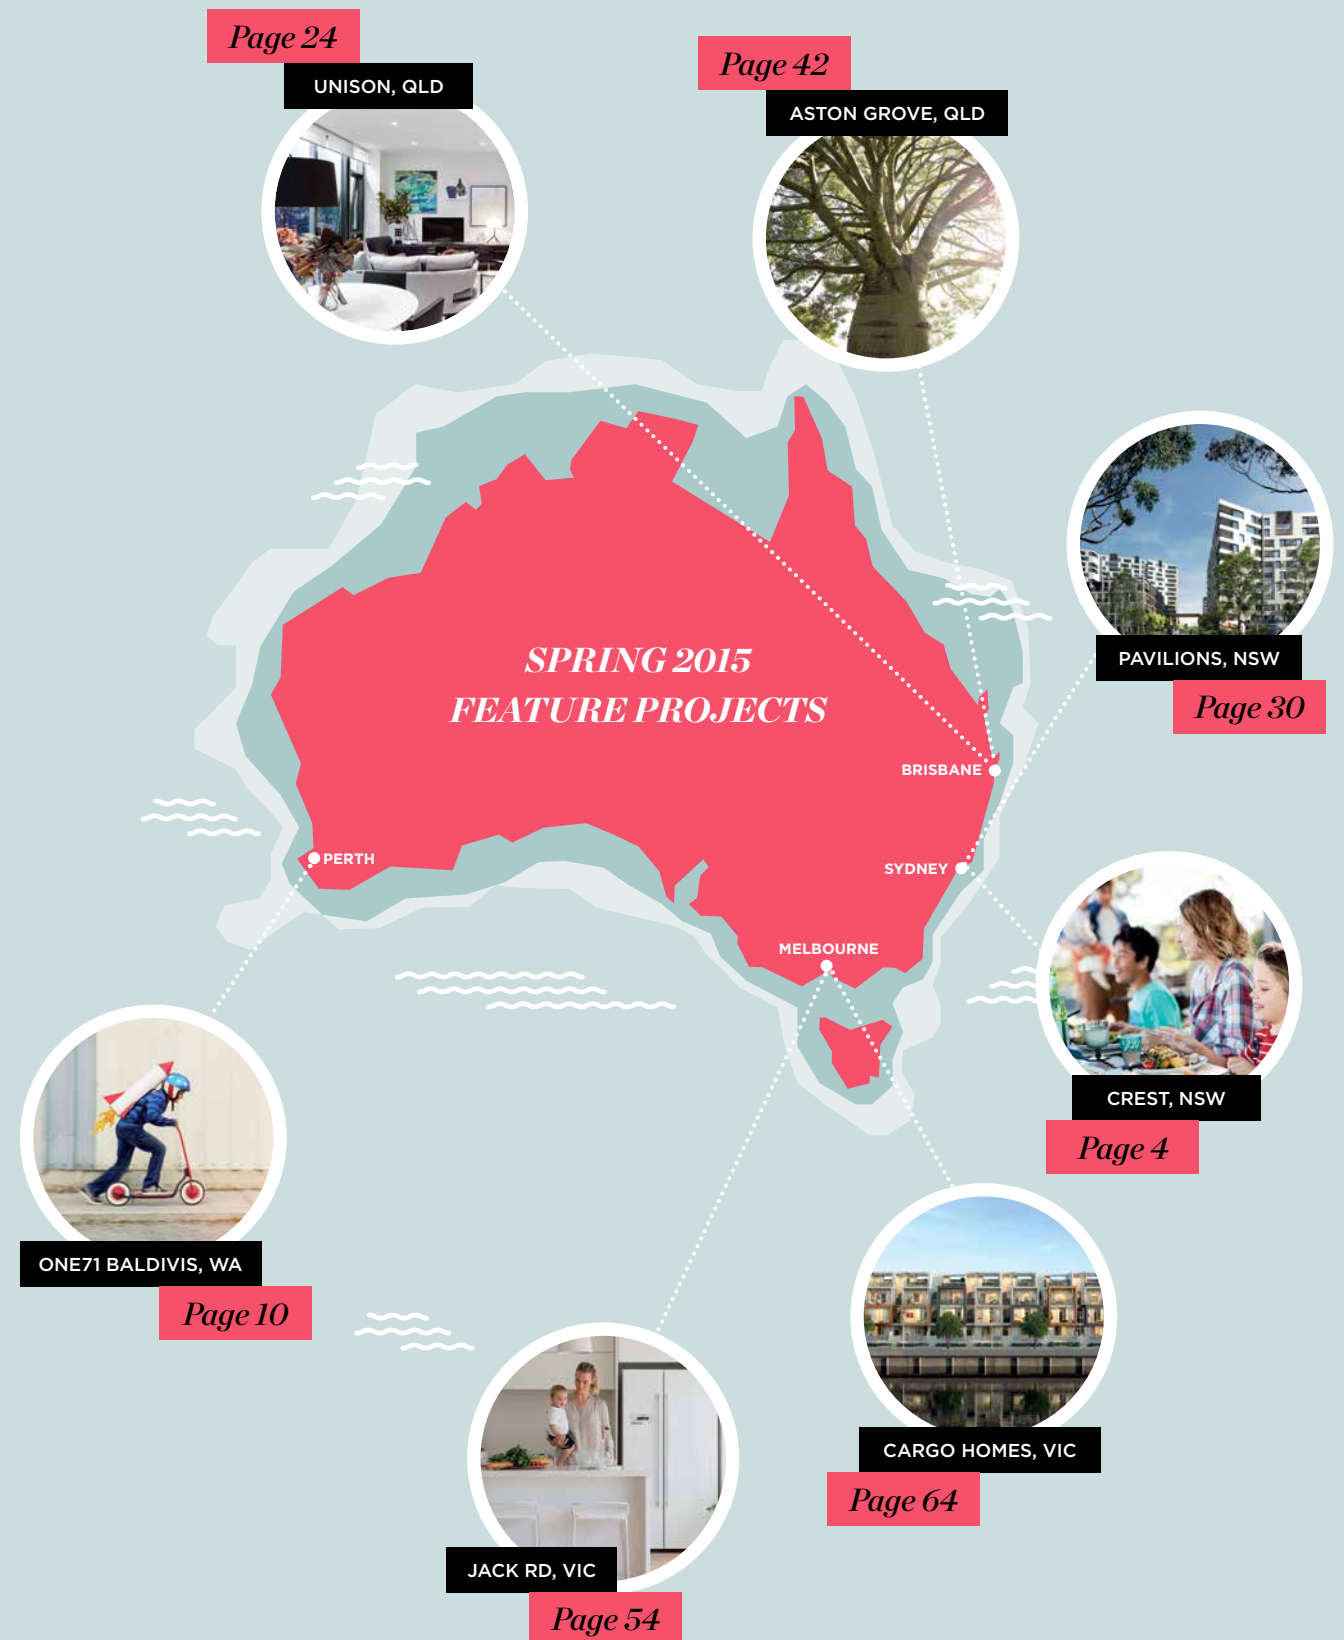 Page 24
UNISON, QLD
Page 42
ASTON GROVE, QLD
PAVILIONS, NSW
Page 30
SPRING 2015
FEATURE PROJECTS
BRISBANE
PERTH
SYDNEY
MELBOURNE
CREST, NSW
Page 4
ONE71 BALDIVIS, WA
Page 10
CARGO HOMES, VIC
Page 64
JACK RD, VIC
Page 54